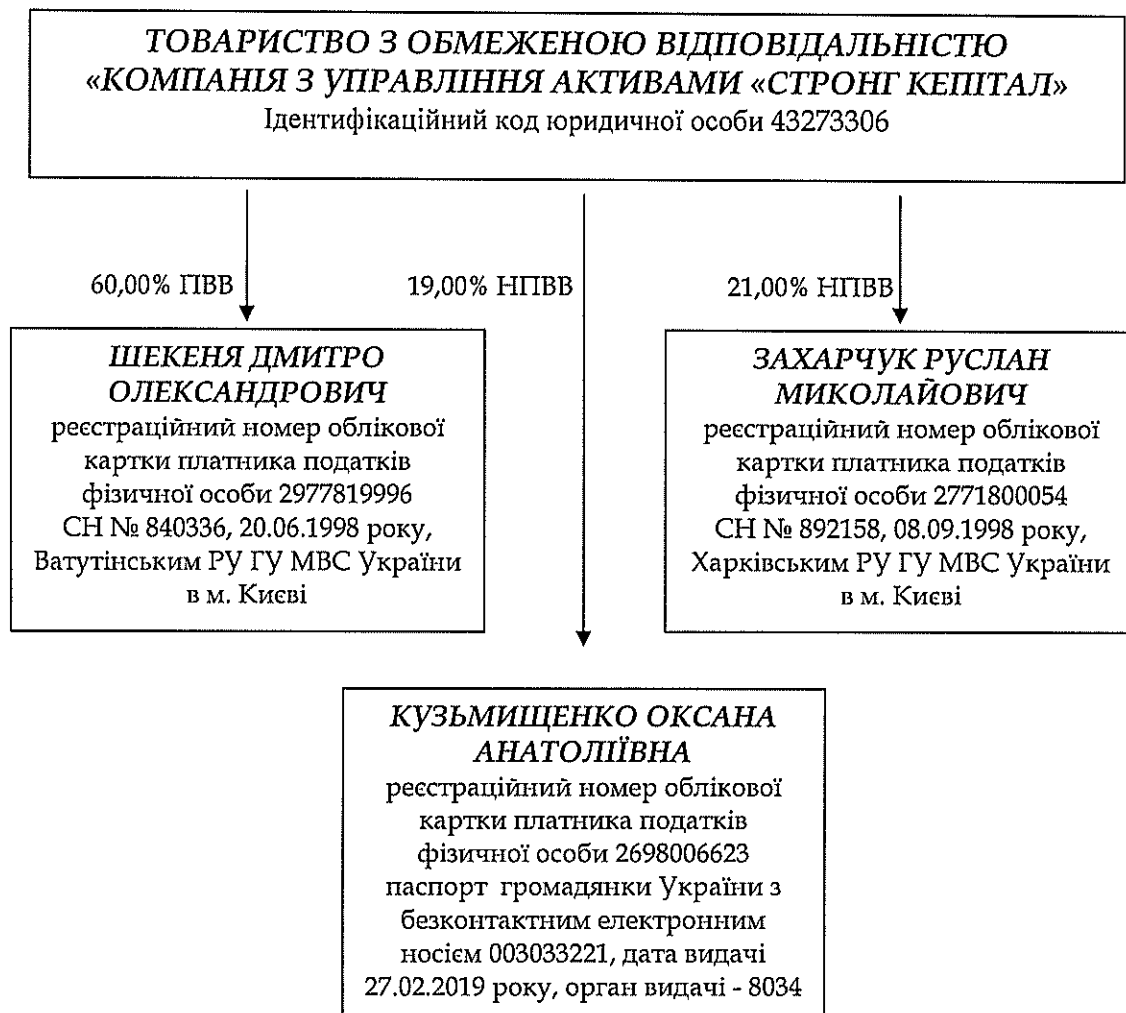 ТОВАРИСТВО З ОБМЕЖЕНОЮ ВІДПОВІДАЛЬНІСТЮ
«КОМПАНІЯ З УПРАВЛІННЯ АКТИВАМИ «СТРОНГ КЕПІТАЛ»
Ідентифікаційний код юридичної особи 43273306
60,00% ПВВ
19,00% НПВВ
21,00% НПВВ
ШЕКЕНЯ ДМИТРО
ОЛЕКСАНДРОВИЧ
реєстраційний номер облікової
картки платника податків
фізичної особи 2977819996
СН № 840336, 20.06.1998 року,
Ватутінським РУ ГУ МВС України
в м. Києві
ЗАХАРЧУК РУСЛАН
МИКОЛАЙОВИЧ
реєстраційний номер облікової
картки платника податків
фізичної особи 2771800054
СН № 892158, 08.09.1998 року,
Харківським РУ ГУ МВС України
в м. Києві
КУЗЬМИЩЕНКО ОКСАНА
АНАТОЛІЇВНА
реєстраційний номер облікової
картки платника податків
фізичної особи 2698006623
паспорт громадянки України з
безконтактним електронним
носієм 003033221, дата видачі
27.02.2019 року, орган видачі - 8034